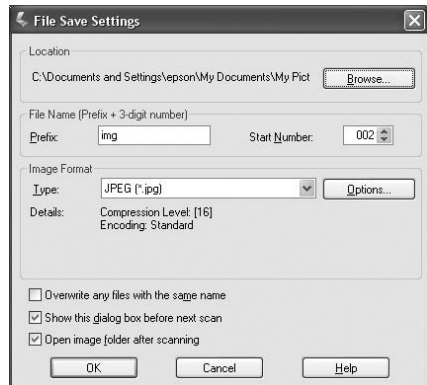 File Save Settings
Location
C:\Documents and Settings\epson\My Documents\My Pict
Browse...
File Name (Prefix + 3-digit number)
Prefix:
img
Start Number:
002
Image Format
Type:
JPEG (*.jpg)
Options...
Details:
Compression Level: [16]
Encoding: Standard
Overwrite any files with the same name
Show this dialog box before next scan
Open image folder after scanning
OK
Cancel
Help